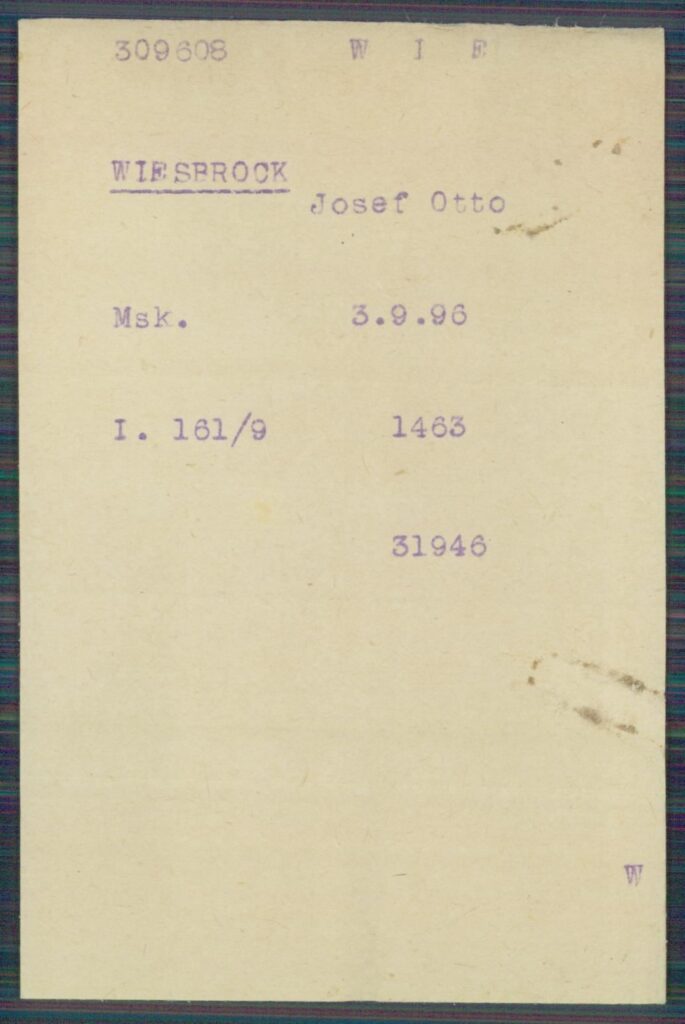 309608 W I E
WIESBROCK
Josef Otto
Msk. 3.9.96
I. 161/9 1463
31946
W